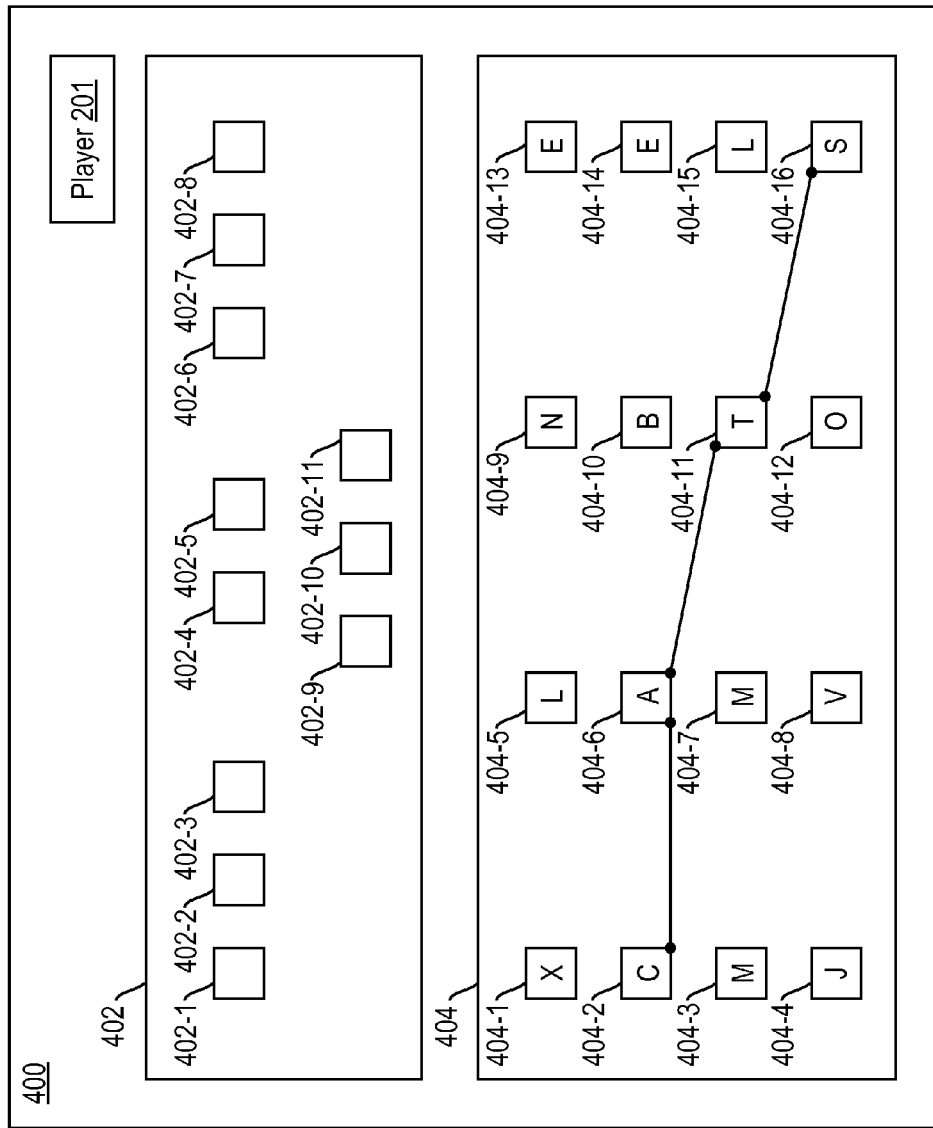 400
Player 201
402
402-1 402-2 402-3 402-4 402-5 402-6 402-7 402-8
402-9 402-10 402-11
404
404-1 X 404-5 L 404-9 N 404-13 E
404-2 C 404-6 A 404-10 B 404-14 E
404-3 M 404-7 M 404-11 T 404-15 L
404-4 J 404-8 V 404-12 O 404-16 S